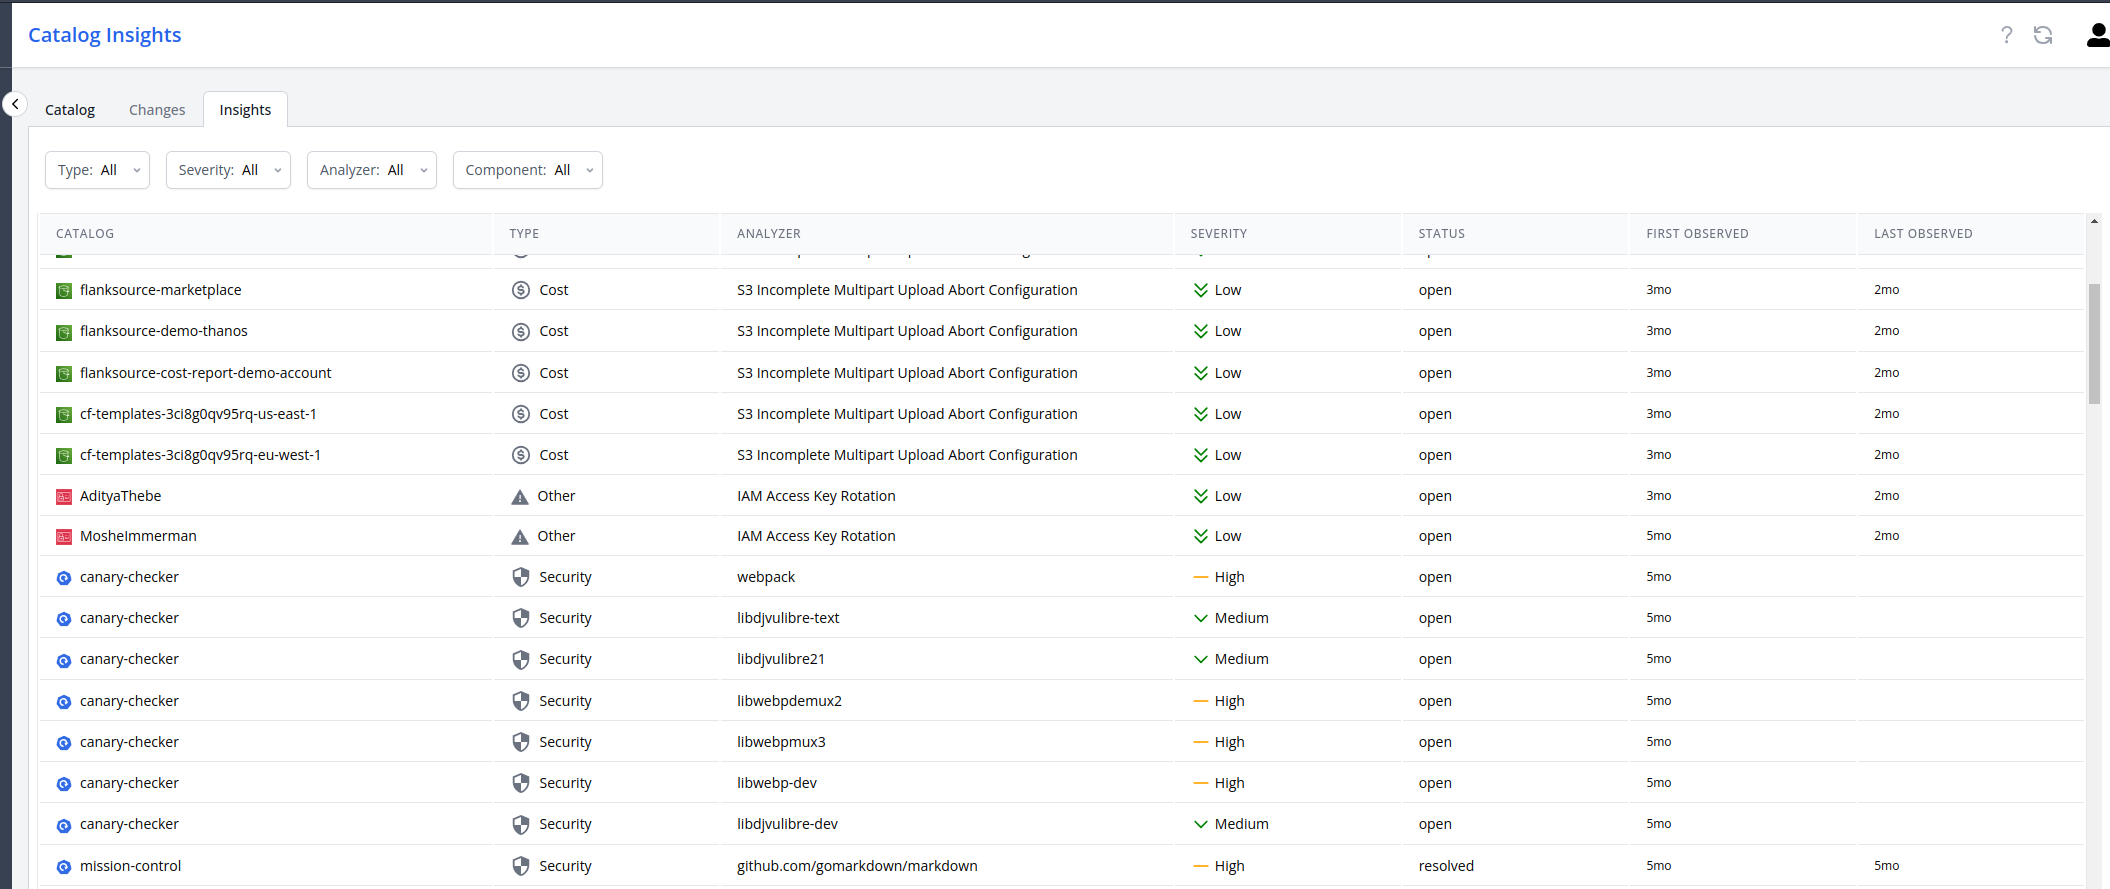 Catalog Insights
?
Catalog Changes Insights
Type: All Severity: All Analyzer: All Component: All
CATALOG TYPE ANALYZER SEVERITY STATUS FIRST OBSERVED LAST OBSERVED
flanksource-marketplace Cost S3 Incomplete Multipart Upload Abort Configuration Low open 3mo 2mo
flanksource-demo-thanos Cost S3 Incomplete Multipart Upload Abort Configuration Low open 3mo 2mo
flanksource-cost-report-demo-account Cost S3 Incomplete Multipart Upload Abort Configuration Low open 3mo 2mo
cf-templates-3ci8g0qv95rq-us-east-1 Cost S3 Incomplete Multipart Upload Abort Configuration Low open 3mo 2mo
cf-templates-3ci8g0qv95rq-eu-west-1 Cost S3 Incomplete Multipart Upload Abort Configuration Low open 3mo 2mo
AdityaThebe Other IAM Access Key Rotation Low open 3mo 2mo
MosheImmerman Other IAM Access Key Rotation Low open 5mo 2mo
canary-checker Security webpack High open 5mo
canary-checker Security libdjvulibre-text Medium open 5mo
canary-checker Security libdjvulibre21 Medium open 5mo
canary-checker Security libwebpdemux2 High open 5mo
canary-checker Security libwebpmux3 High open 5mo
canary-checker Security libwebp-dev High open 5mo
canary-checker Security libdjvulibre-dev Medium open 5mo
mission-control Security github.com/gomarkdown/markdown High resolved 5mo 5mo